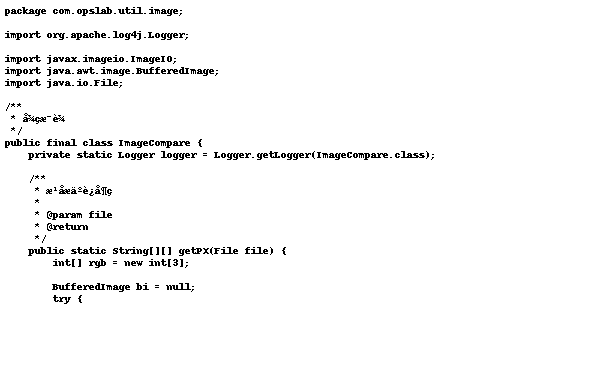 package com.opslab.util.image;

import org.apache.log4j.Logger;

import javax.imageio.ImageIO;
import java.awt.image.BufferedImage;
import java.io.File;

/**
 * å¾çæ¯è¾
 */
public final class ImageCompare {
    private static Logger logger = Logger.getLogger(ImageCompare.class);

    /**
     *
     * @param file
     * @return
     */
    public static String[][] getPX(File file) {
        int[] rgb = new int[3];

        BufferedImage bi = null;
        try {